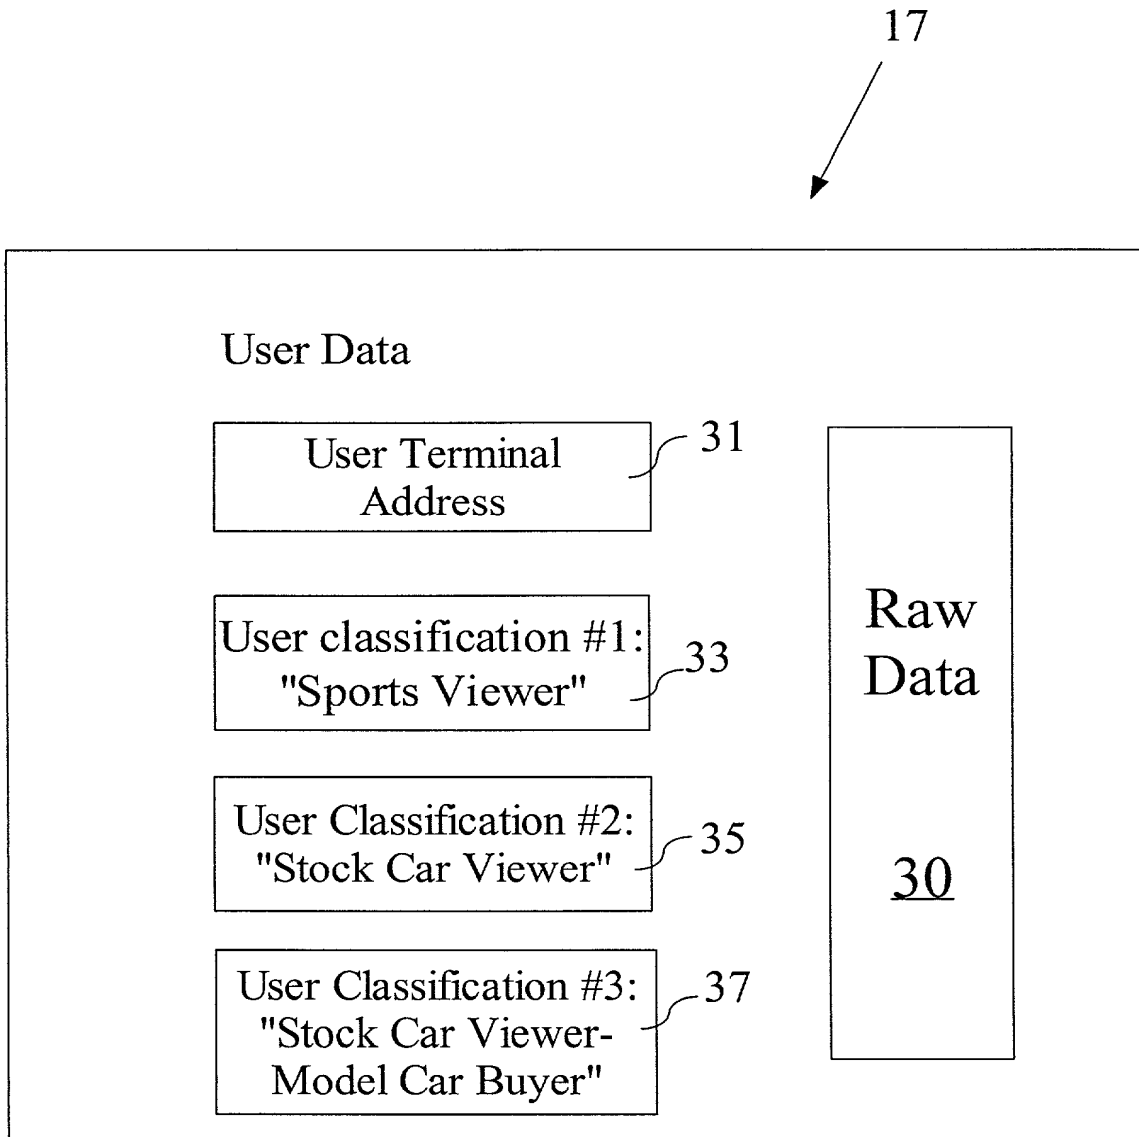 17
User Data
User Terminal
Address
31
User classification #1:
"Sports Viewer"
33
User Classification #2:
"Stock Car Viewer"
35
User Classification #3:
"Stock Car Viewer-
Model Car Buyer"
37
Raw
Data
30